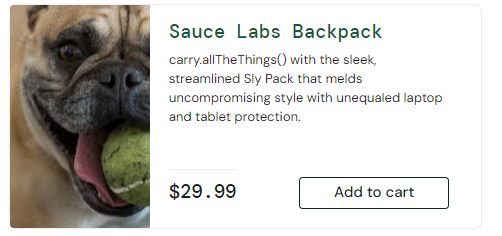 Sauce Labs Backpack
carry.allTheThings() with the sleek,
streamlined Sly Pack that melds
uncompromising style with unequaled laptop
and tablet protection.
$29.99
Add to cart